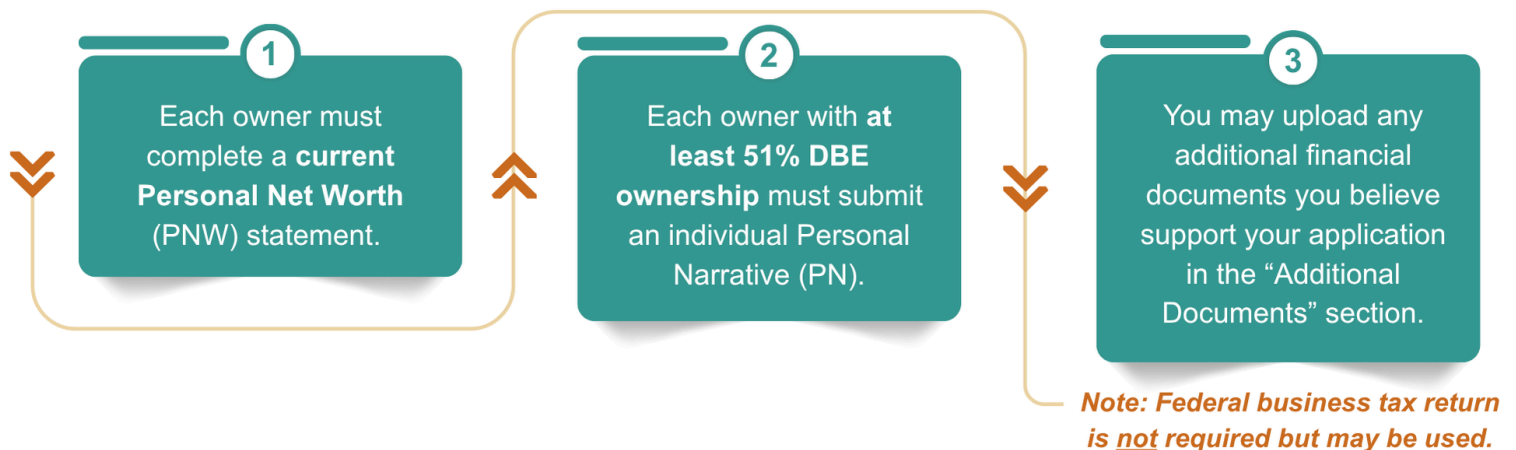 1
Each owner must
complete a current
Personal Net Worth
(PNW) statement.
2
Each owner with at
least 51% DBE
ownership must submit
an individual Personal
Narrative (PN).
3
You may upload any
additional financial
documents you believe
support your application
in the “Additional
Documents” section.
Note: Federal business tax return
is not required but may be used.